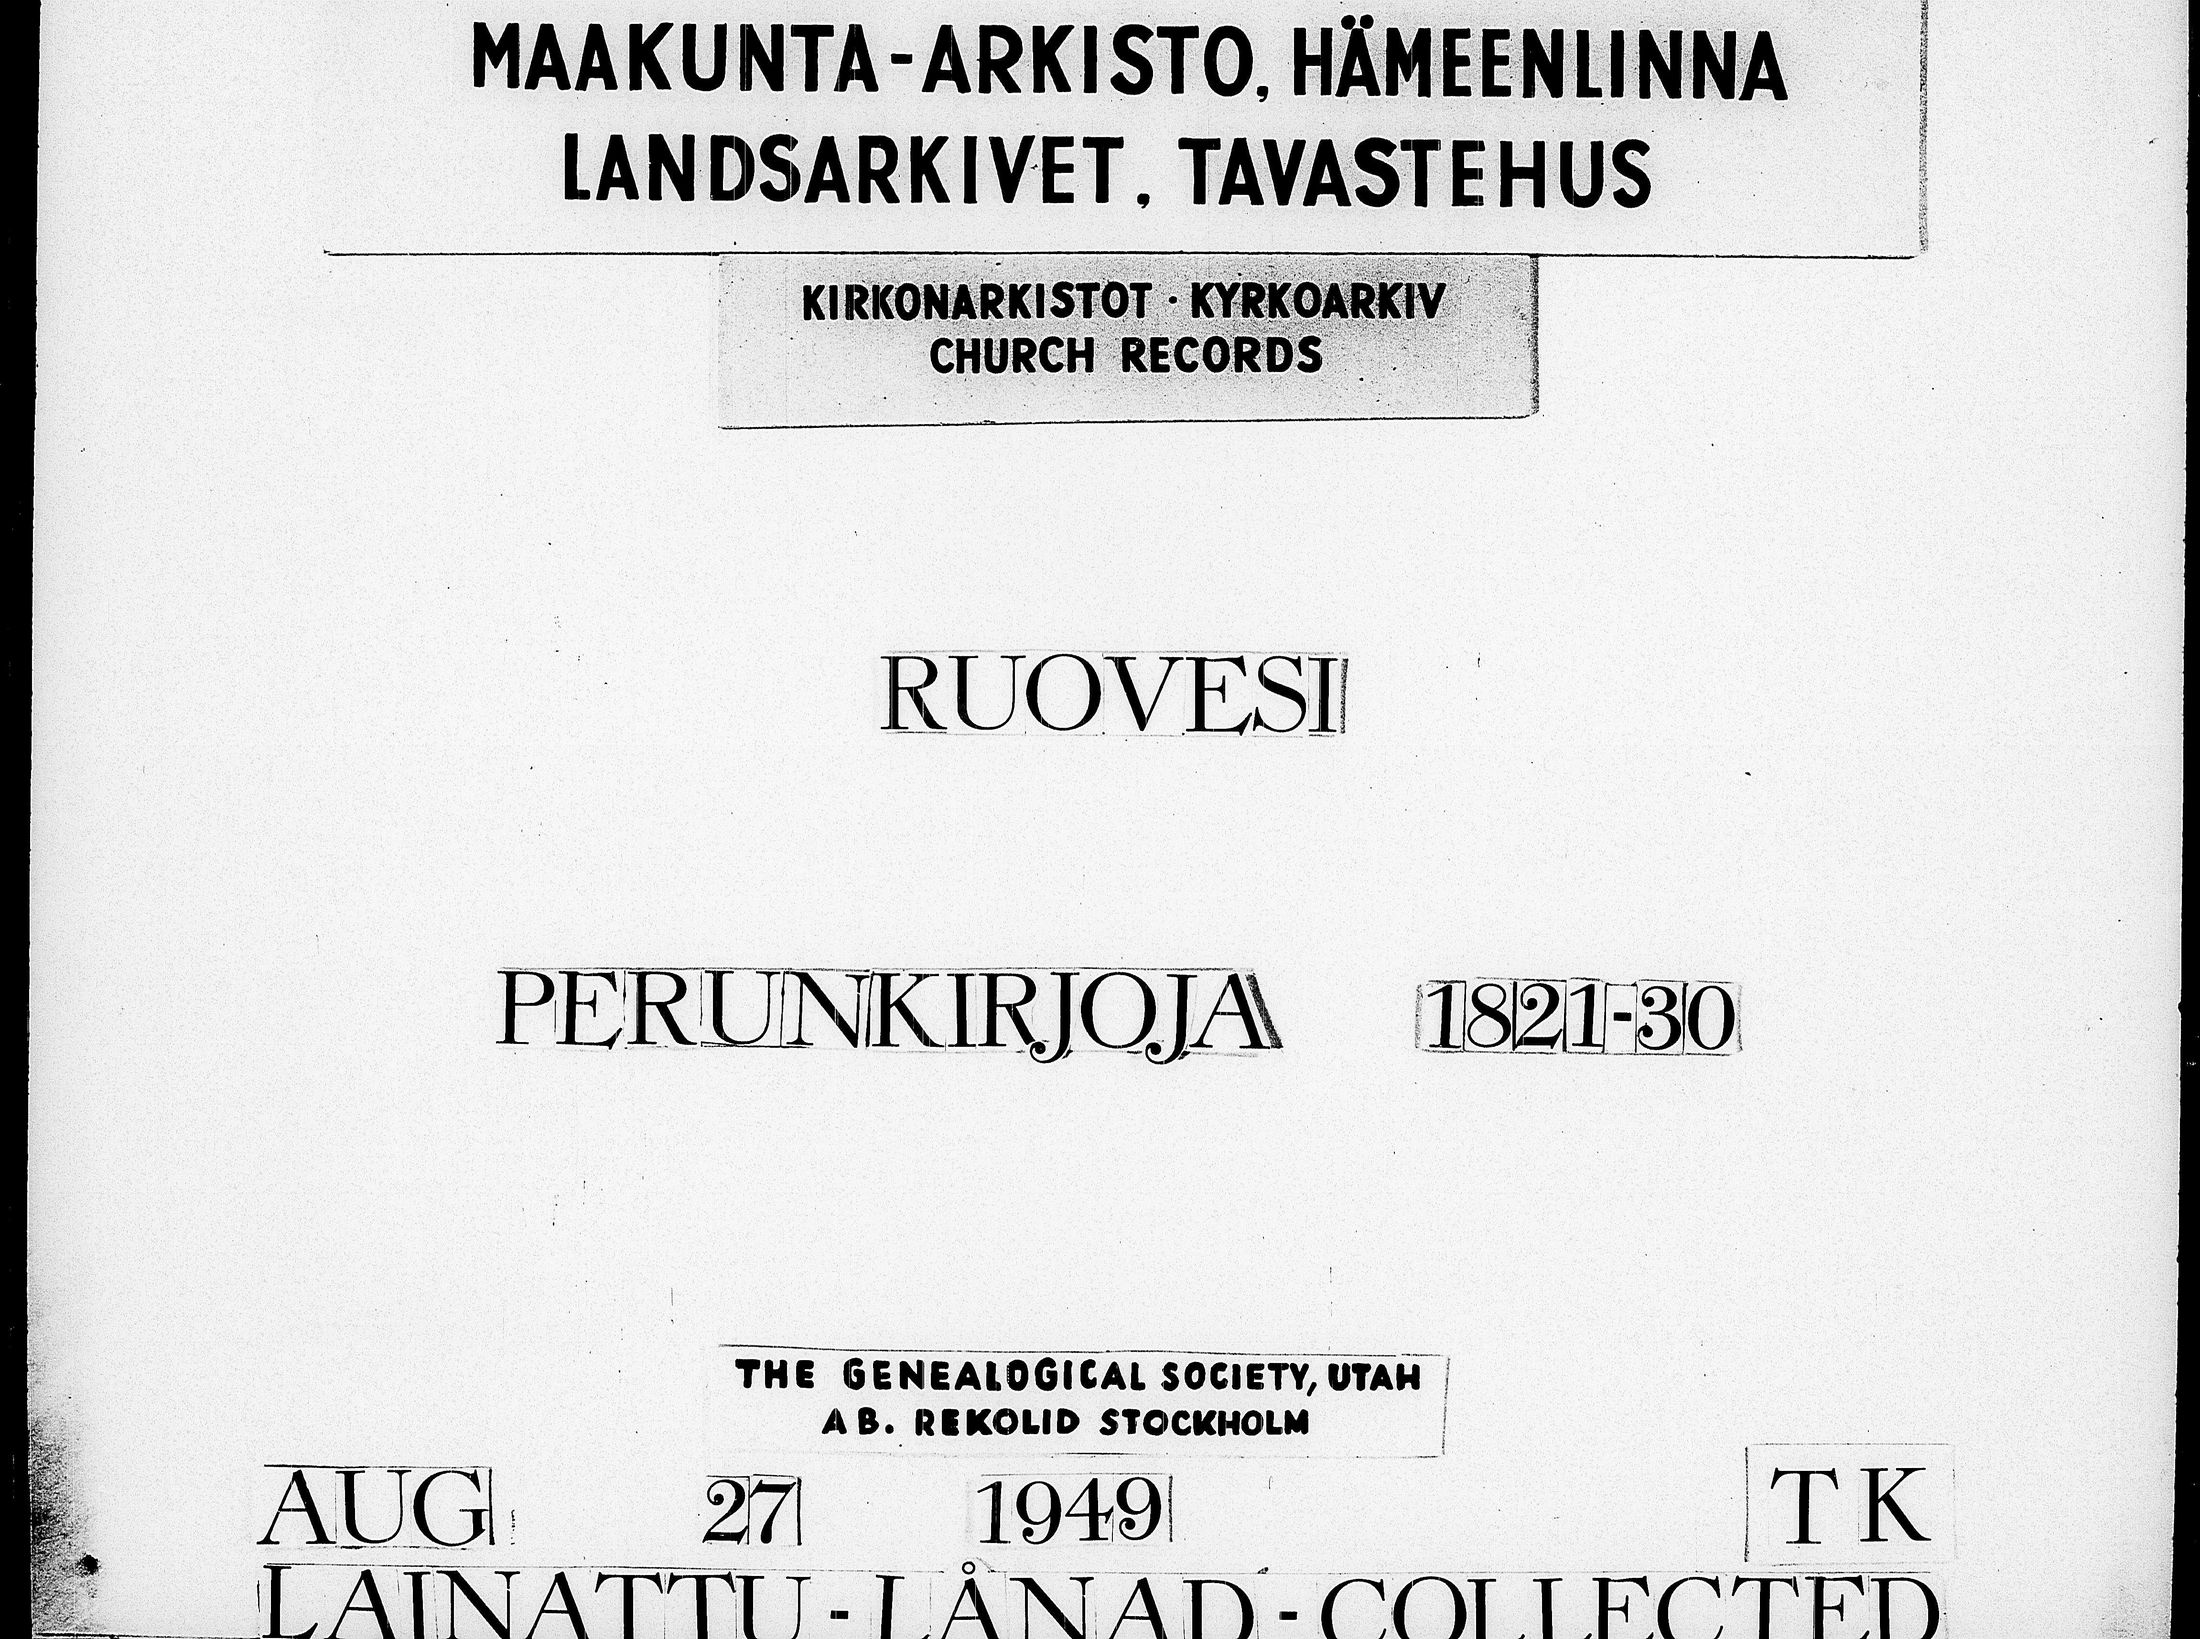 MAAKUNTA-ARKISTO, HÄMEENLINNA
LANDSARKIVET, TAVASTEHUS
KIRKONARKISTOT · KYRKOARKIV
CHURCH RECORDS
RUOVESI
PERUNKIRJOJA 1821-30
THE GENEALOGICAL SOCIETY, UTAH
AB. REKOLID STOCKHOLM
AUG 27 1949 TK
LAINATTU-LÅNAD-COLLECTED